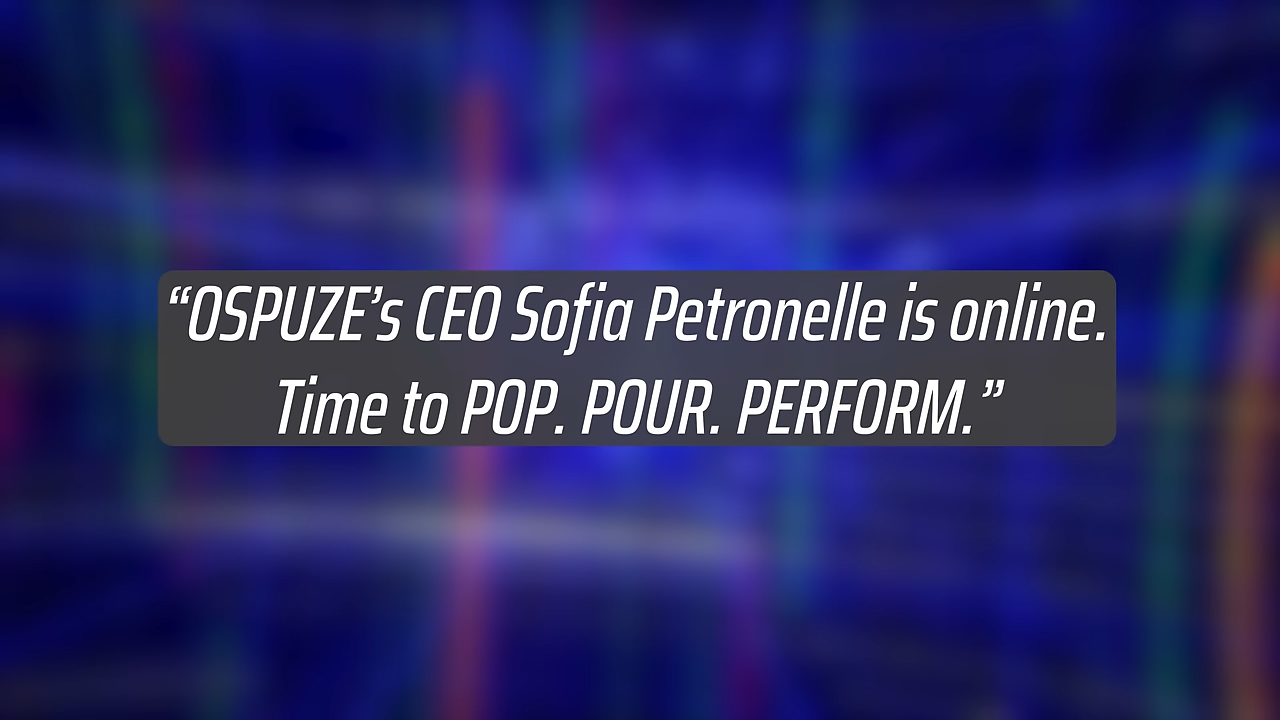 “OSPUZE’s CEO Sofia Petronelle is online.
Time to POP. POUR. PERFORM.”